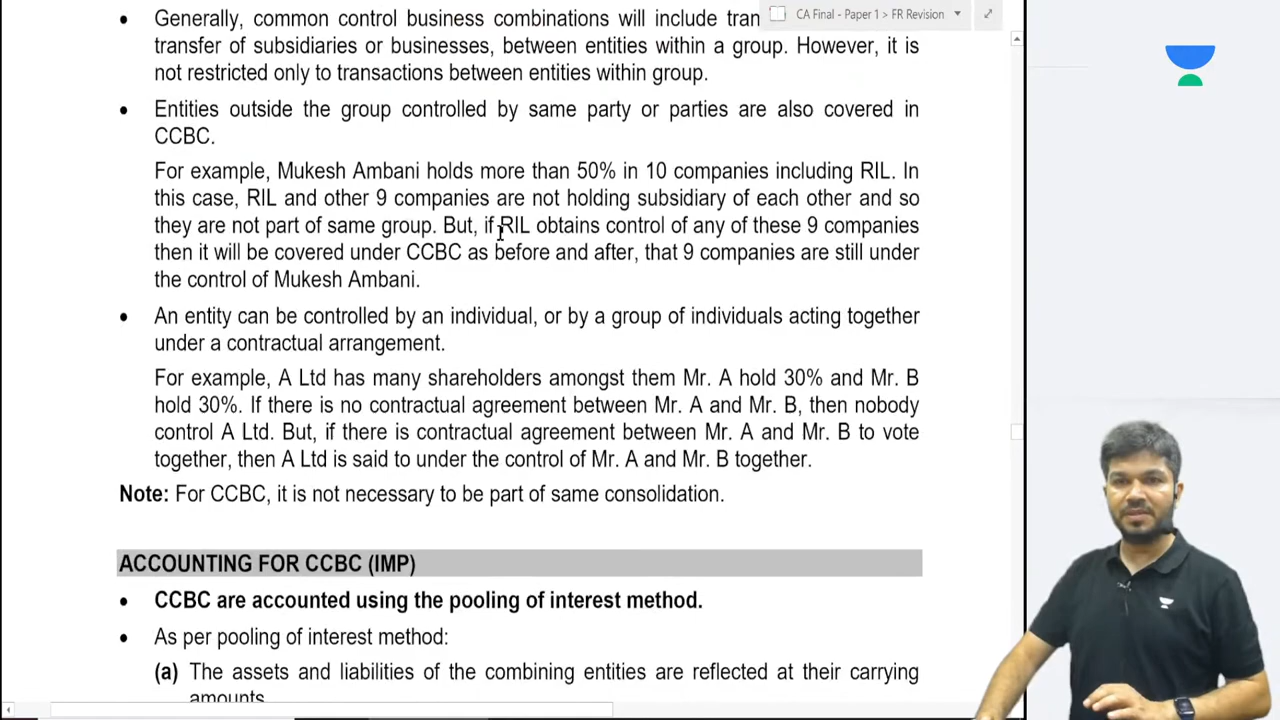 CA Final - Paper 1 > FR Revision
• Generally, common control business combinations will include tran
transfer of subsidiaries or businesses, between entities within a group. However, it is
not restricted only to transactions between entities within group.
• Entities outside the group controlled by same party or parties are also covered in
CCBC.
For example, Mukesh Ambani holds more than 50% in 10 companies including RIL. In
this case, RIL and other 9 companies are not holding subsidiary of each other and so
they are not part of same group. But, if RIL obtains control of any of these 9 companies
then it will be covered under CCBC as before and after, that 9 companies are still under
the control of Mukesh Ambani.
• An entity can be controlled by an individual, or by a group of individuals acting together
under a contractual arrangement.
For example, A Ltd has many shareholders amongst them Mr. A hold 30% and Mr. B
hold 30%. If there is no contractual agreement between Mr. A and Mr. B, then nobody
control A Ltd. But, if there is contractual agreement between Mr. A and Mr. B to vote
together, then A Ltd is said to under the control of Mr. A and Mr. B together.
Note: For CCBC, it is not necessary to be part of same consolidation.
ACCOUNTING FOR CCBC (IMP)
• CCBC are accounted using the pooling of interest method.
• As per pooling of interest method:
(a) The assets and liabilities of the combining entities are reflected at their carrying
amounts